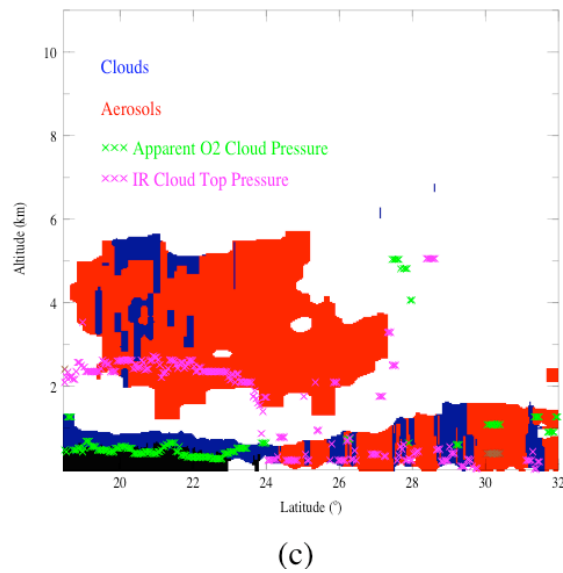 10
8
6
4
2
Altitude (km)
Clouds
Aerosols
××× Apparent O2 Cloud Pressure
××× IR Cloud Top Pressure
20 22 24 26 28 30 32
Latitude (°)
(c)